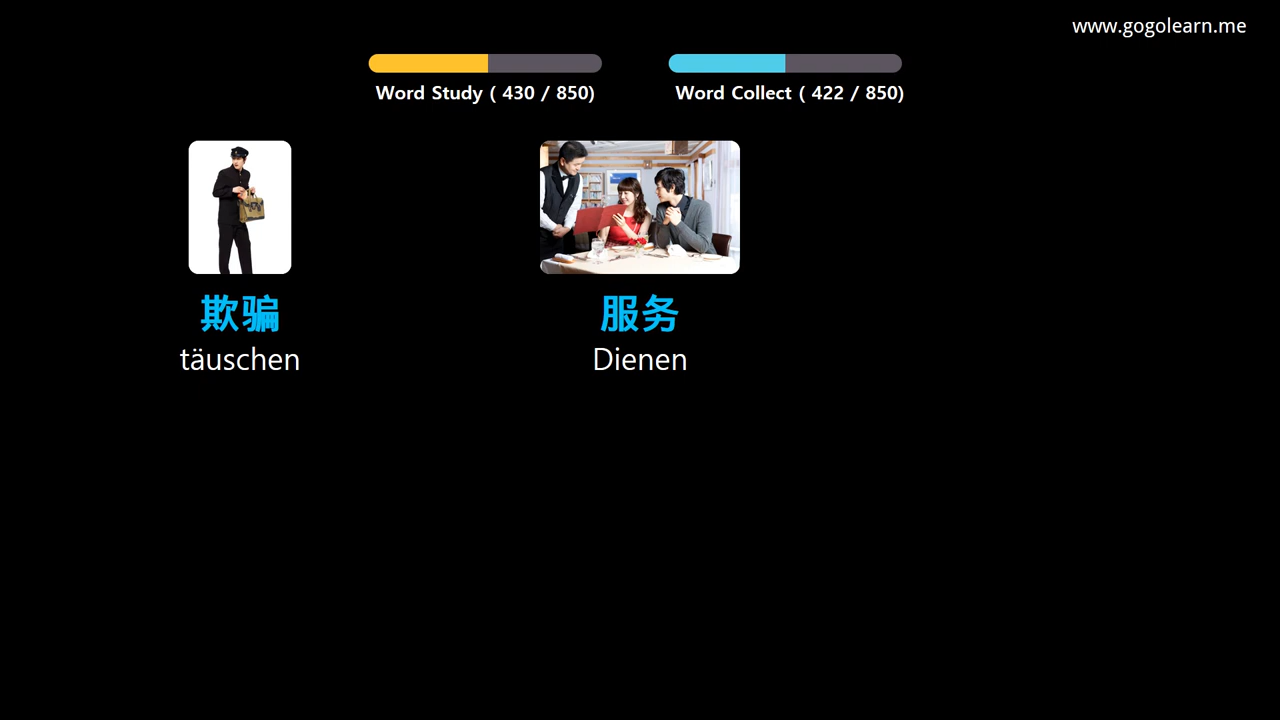 www.gogolearn.me
Word Study ( 430 / 850)
Word Collect ( 422 / 850)
欺骗
täuschen
服务
Dienen